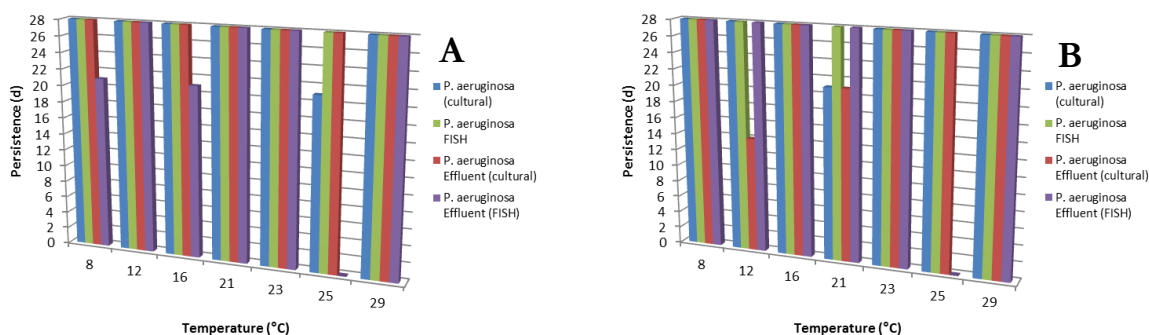 A
Persistence (d)
28
26
24
22
20
18
16
14
12
10
8
6
4
2
0
8
12
16
21
23
25
29
Temperature (°C)
P. aeruginosa
(cultural)
P. aeruginosa
FISH
P. aeruginosa
Effluent (cultural)
P. aeruginosa
Effluent (FISH)
B
Persistence (d)
28
26
24
22
20
18
16
14
12
10
8
6
4
2
0
8
12
16
21
23
25
29
Temperature (°C)
P. aeruginosa
(cultural)
P. aeruginosa
FISH
P. aeruginosa
Effluent (cultural)
P. aeruginosa
Effluent (FISH)